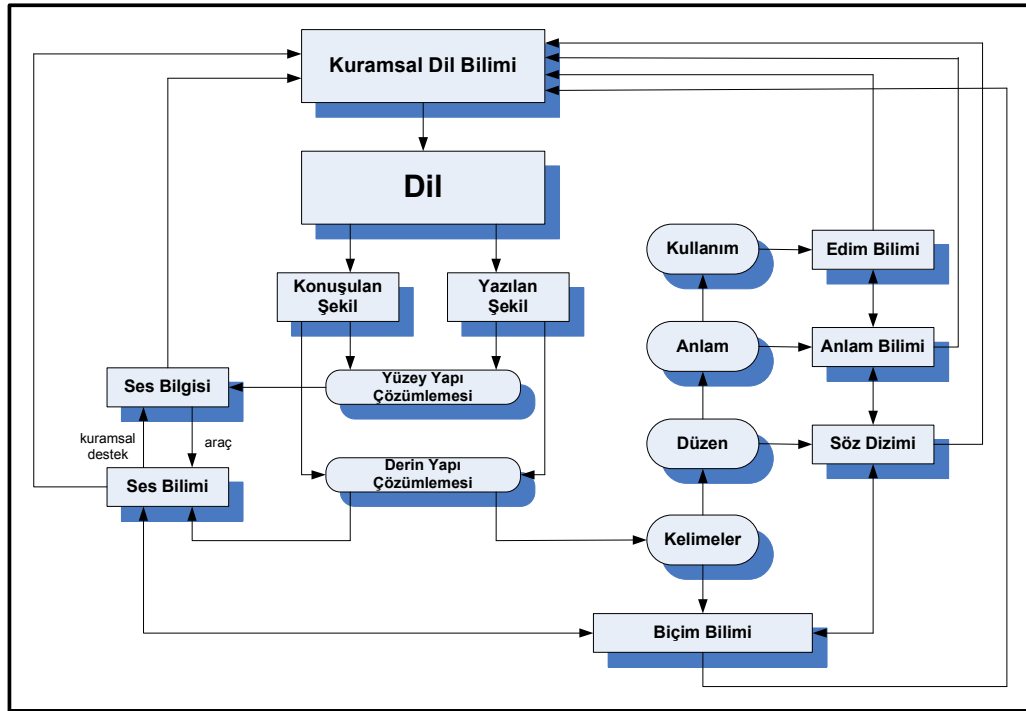 Kuramsal Dil Bilimi
Dil
Konuşulan
Şekil
Yazılan
Şekil
Kullanım
Edim Bilimi
Anlam
Anlam Bilimi
Ses Bilgisi
Yüzey Yapı
Çözümlemesi
kuramsal
destek
araç
Düzen
Söz Dizimi
Ses Bilimi
Derin Yapı
Çözümlemesi
Kelimeler
Biçim Bilimi